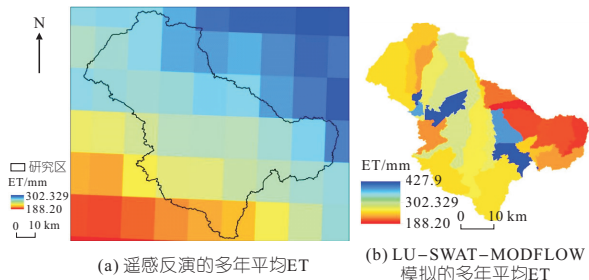 N
研究区
ET/mm
302.329
188.20
0 10 km
(a) 遥感反演的多年平均ET
ET/mm
427.9
302.329
188.20
0 10 km
(b) LU-SWAT-MODFLOW
模拟的多年平均ET